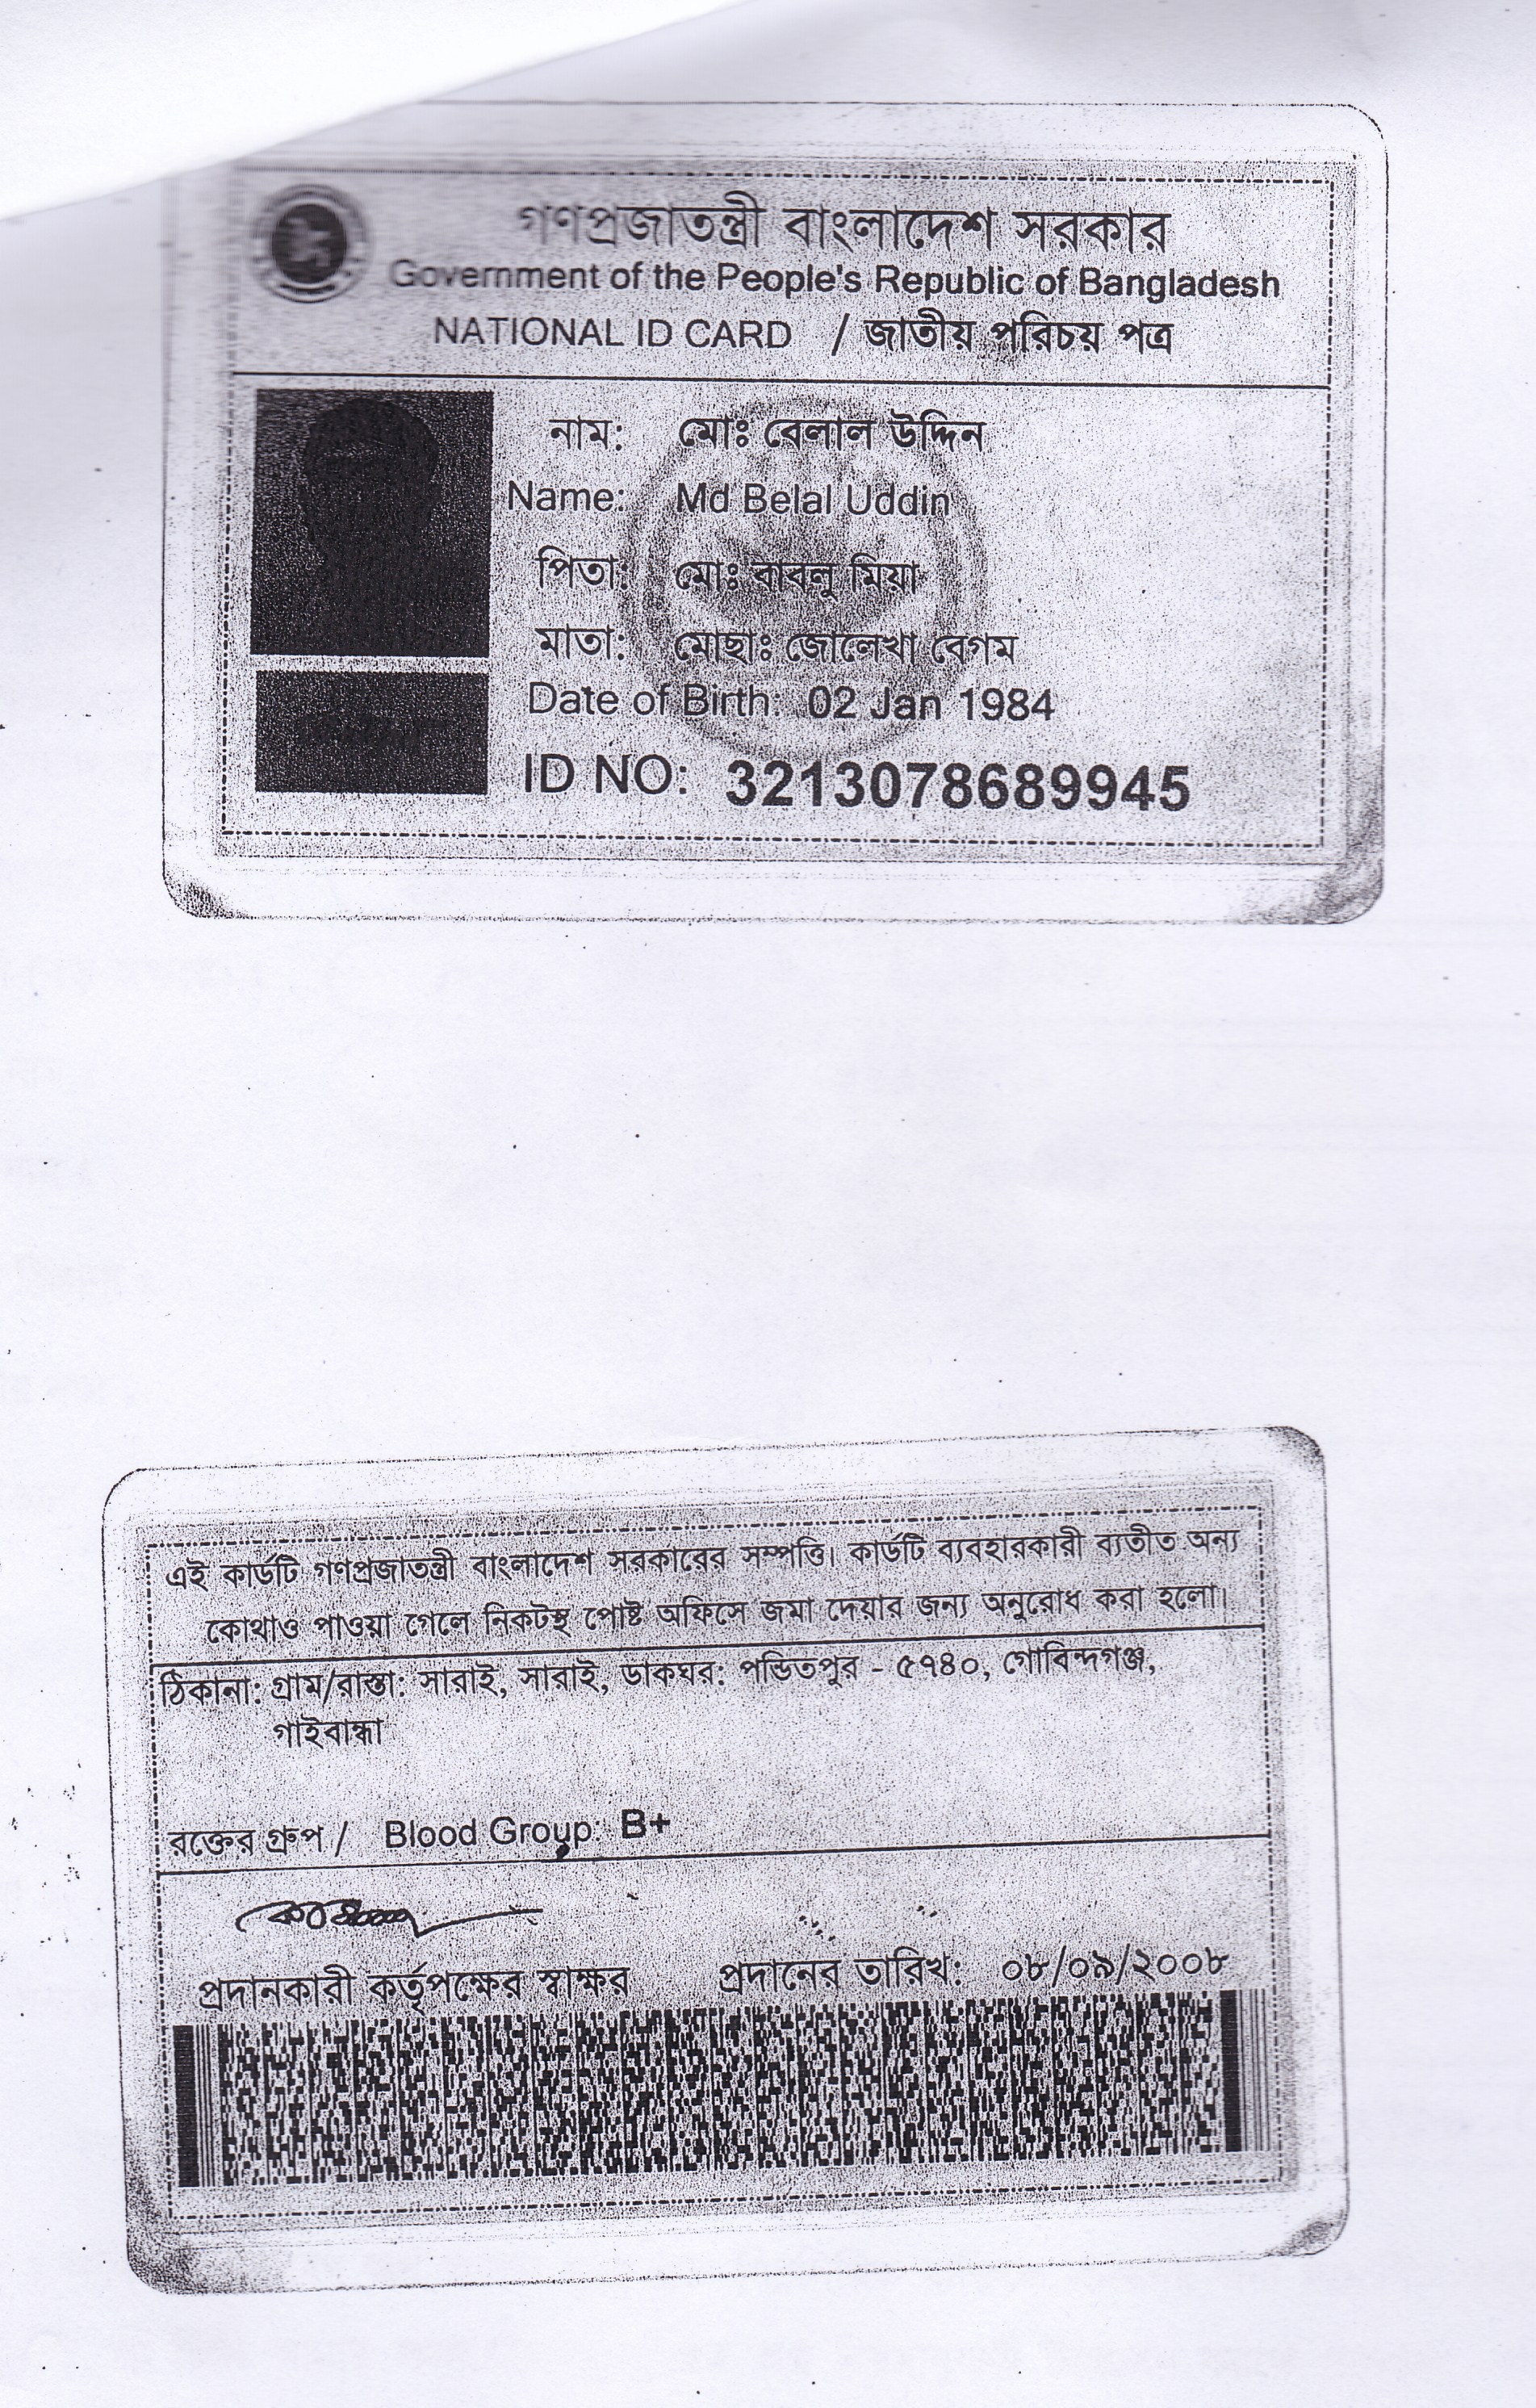 গণপ্রজাতন্ত্রী বাংলাদেশ সরকার
Government of the People's Republic of Bangladesh
NATIONAL ID CARD / জাতীয় পরিচয় পত্র
নাম: মোঃ বেলাল উদ্দিন
Name: Md Belal Uddin
পিতা: মোঃ বাবলু মিয়া
মাতা: মোছাঃ জোলেখা বেগম
Date of Birth: 02 Jan 1984
ID NO: 3213078689945
এই কার্ডটি গণপ্রজাতন্ত্রী বাংলাদেশ সরকারের সম্পত্তি। কার্ডটি ব্যবহারকারী ব্যতীত অন্য
কোথাও পাওয়া গেলে নিকটস্থ পোষ্ট অফিসে জমা দেয়ার জন্য অনুরোধ করা হলো।
ঠিকানা: গ্রাম/রাস্তা: সারাই, সারাই, ডাকঘর: পন্ডিতপুর - ৫৭৪০, গোবিন্দগঞ্জ,
গাইবান্ধা
রক্তের গ্রুপ / Blood Group: B+
প্রদানকারী কর্তৃপক্ষের স্বাক্ষর প্রদানের তারিখ: ০৮/০৯/২০০৮